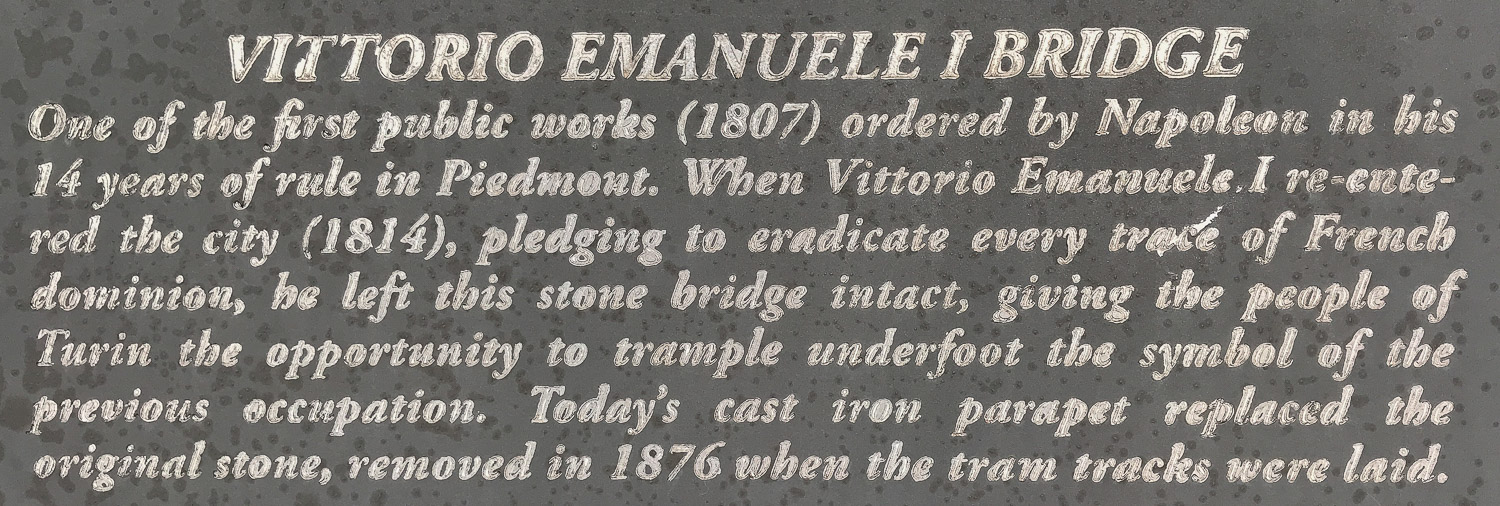 VITTORIO EMANUELE I BRIDGE
One of the first public works (1807) ordered by Napoleon in his
14 years of rule in Piedmont. When Vittorio Emanuele I re-ente-
red the city (1814), pledging to eradicate every trace of French
dominion, he left this stone bridge intact, giving the people of
Turin the opportunity to trample underfoot the symbol of the
previous occupation. Today's cast iron parapet replaced the
original stone, removed in 1876 when the tram tracks were laid.